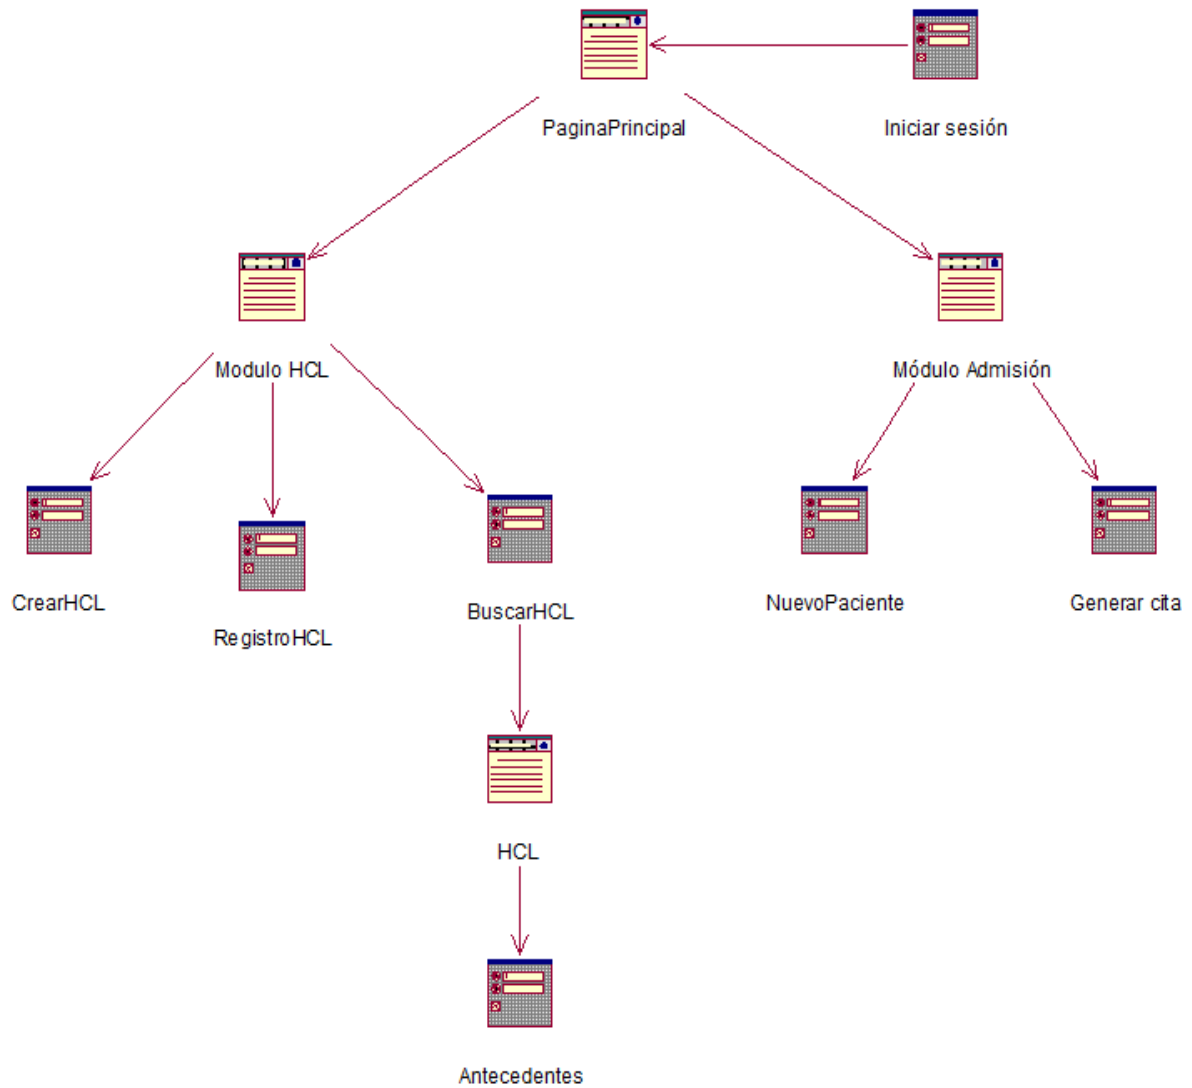 PaginaPrincipal
Iniciar sesión
Modulo HCL
Módulo Admisión
CrearHCL
RegistroHCL
BuscarHCL
NuevoPaciente
Generar cita
HCL
Antecedentes